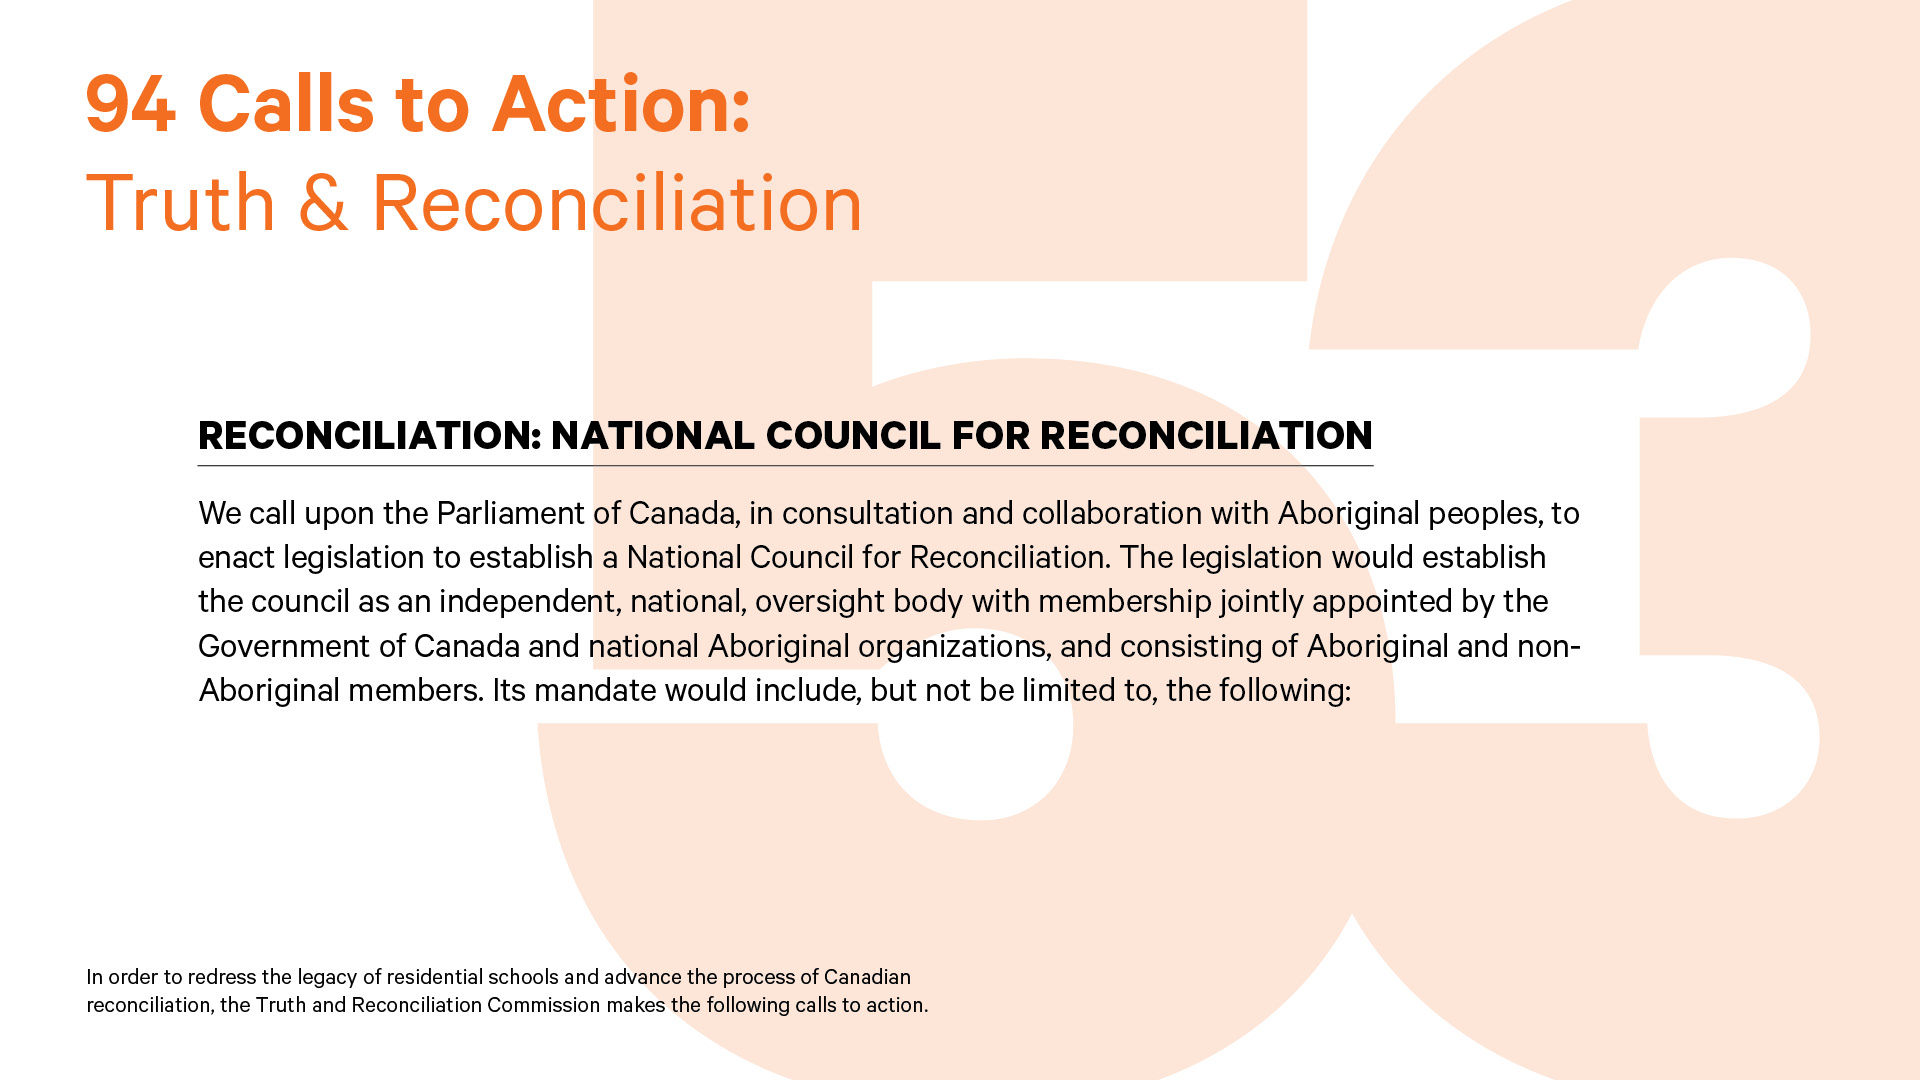 94 Calls to Action:
Truth & Reconciliation
53
RECONCILIATION: NATIONAL COUNCIL FOR RECONCILIATION
We call upon the Parliament of Canada, in consultation and collaboration with Aboriginal peoples, to
enact legislation to establish a National Council for Reconciliation. The legislation would establish
the council as an independent, national, oversight body with membership jointly appointed by the
Government of Canada and national Aboriginal organizations, and consisting of Aboriginal and non-
Aboriginal members. Its mandate would include, but not be limited to, the following:
In order to redress the legacy of residential schools and advance the process of Canadian
reconciliation, the Truth and Reconciliation Commission makes the following calls to action.